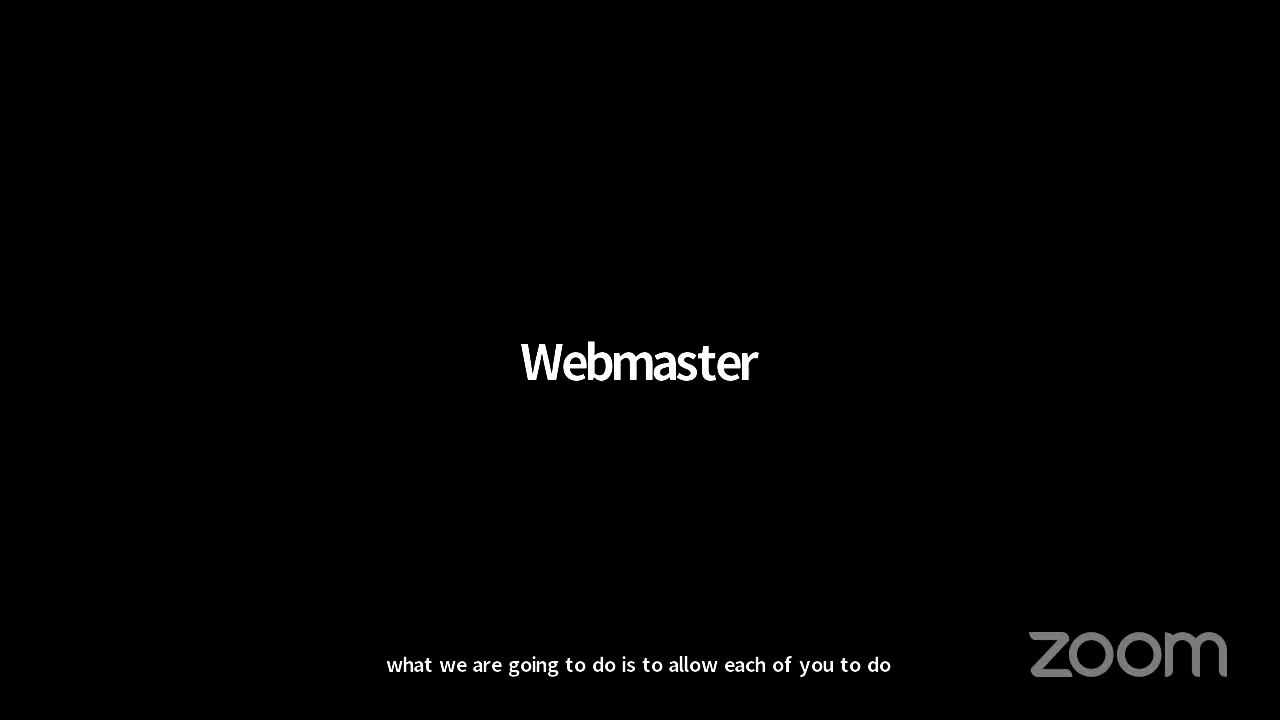 Webmaster
what we are going to do is to allow each of you to do
zoom